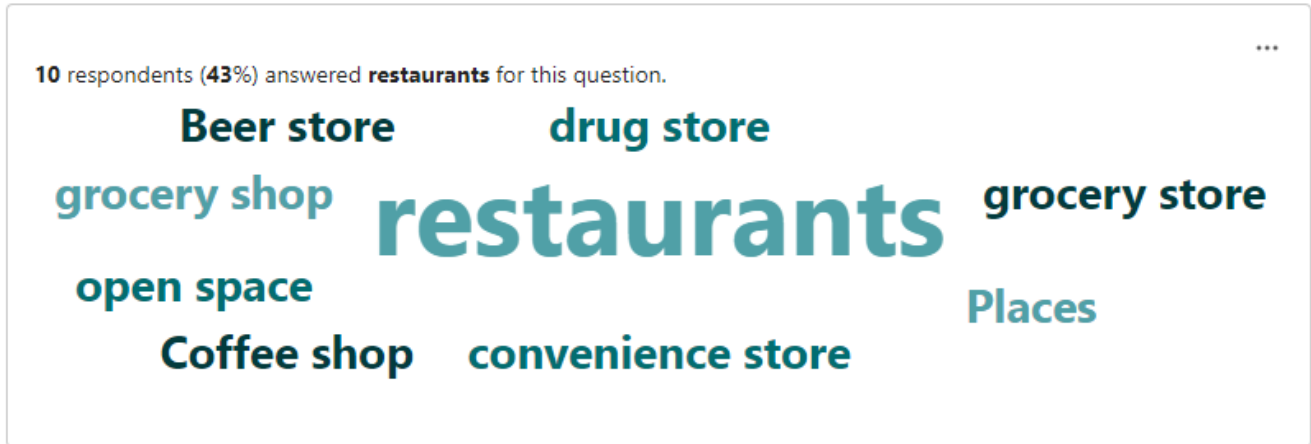 ...
10 respondents (43%) answered restaurants for this question.
Beer store
drug store
grocery shop
restaurants
grocery store
open space
Places
Coffee shop
convenience store